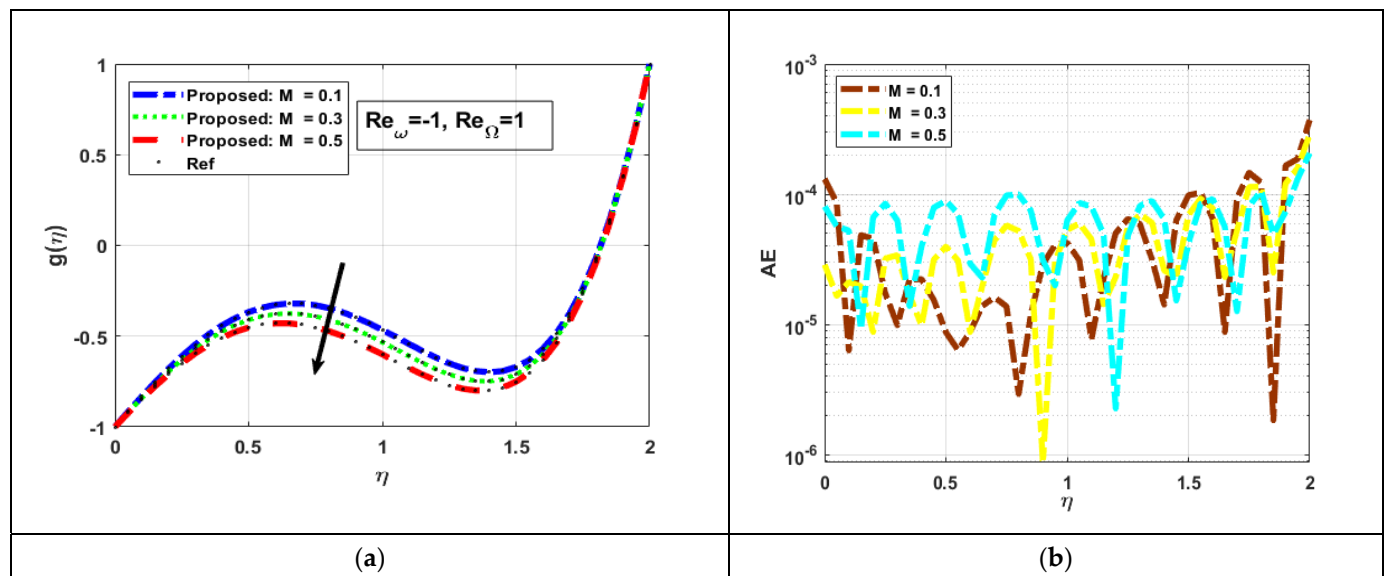 1
0.5
0
-0.5
-1
g(η)
Proposed: M = 0.1
Proposed: M = 0.3
Proposed: M = 0.5
Ref
Re_ω=-1, Re_Ω=1
0 0.5 1 1.5 2
η
(a)
10^-3
10^-4
10^-5
10^-6
AE
M = 0.1
M = 0.3
M = 0.5
0 0.5 1 1.5 2
η
(b)